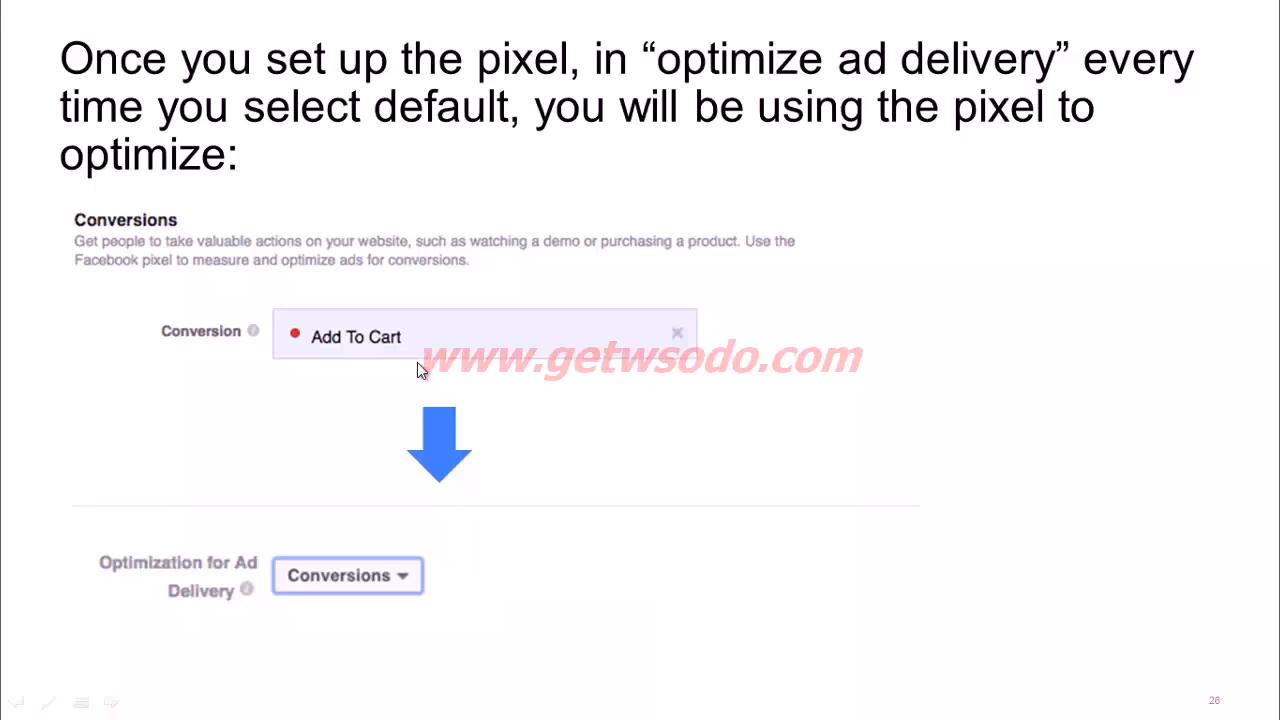 Once you set up the pixel, in “optimize ad delivery” every
time you select default, you will be using the pixel to
optimize:
Conversions
Get people to take valuable actions on your website, such as watching a demo or purchasing a product. Use the
Facebook pixel to measure and optimize ads for conversions.
Conversion
Add To Cart
www.getwsodo.com
Optimization for Ad
Delivery
Conversions
26